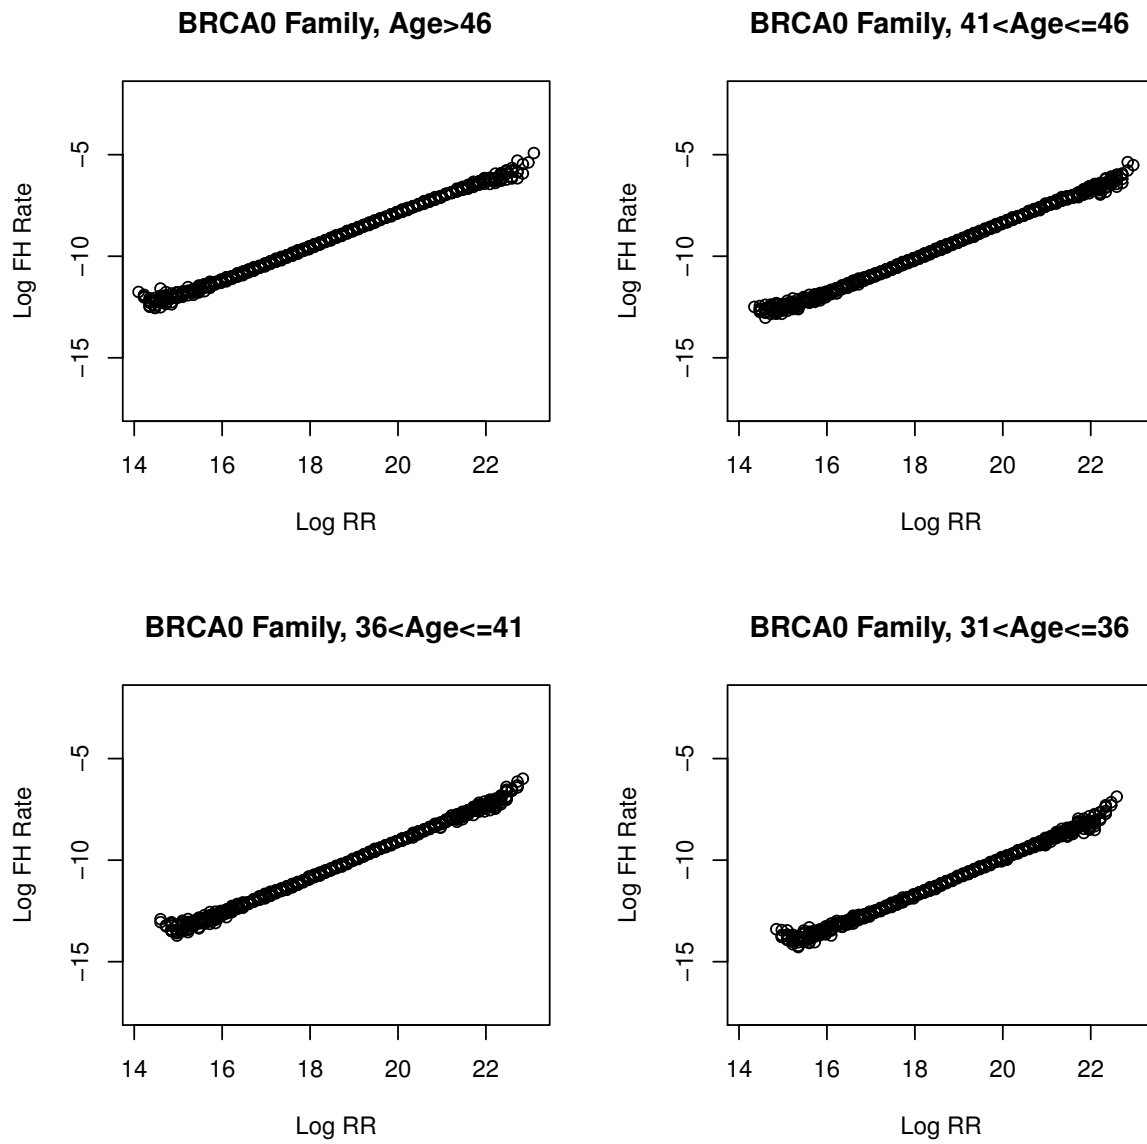 BRCA0 Family, Age>46
Log FH Rate
−5
−10
−15
14 16 18 20 22
Log RR
BRCA0 Family, 41<Age<=46
Log FH Rate
−5
−10
−15
14 16 18 20 22
Log RR
BRCA0 Family, 36<Age<=41
Log FH Rate
−5
−10
−15
14 16 18 20 22
Log RR
BRCA0 Family, 31<Age<=36
Log FH Rate
−5
−10
−15
14 16 18 20 22
Log RR